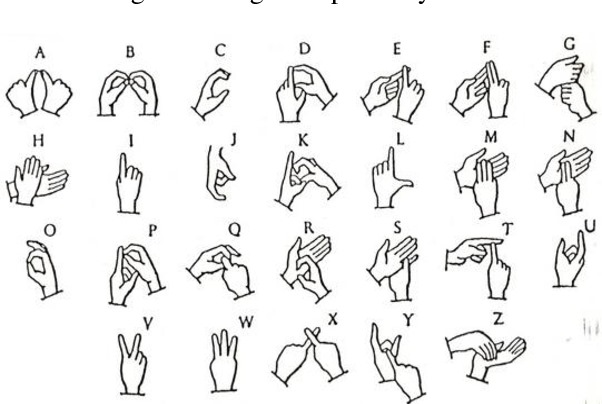 A B C D E F G
H I J K L M N
O P Q R S T U
V W X Y Z